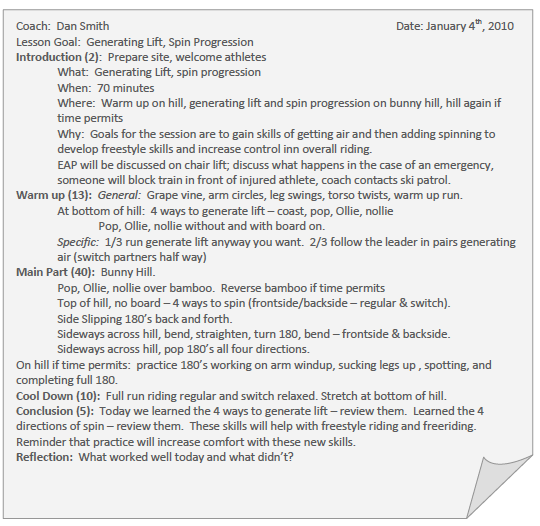 Coach:  Dan Smith                    Date: January 4th, 2010
Lesson Goal:  Generating Lift, Spin Progression
Introduction (2):  Prepare site, welcome athletes
What:  Generating Lift, spin progression
When:  70 minutes
Where:  Warm up on hill, generating lift and spin progression on bunny hill, hill again if
time permits
Why:  Goals for the session are to gain skills of getting air and then adding spinning to
develop freestyle skills and increase control inn overall riding.
EAP will be discussed on chair lift; discuss what happens in the case of an emergency,
someone will block train in front of injured athlete, coach contacts ski patrol.
Warm up (13):  General:  Grape vine, arm circles, leg swings, torso twists, warm up run.
At bottom of hill:  4 ways to generate lift – coast, pop, Ollie, nollie
Pop, Ollie, nollie without and with board on.
Specific:  1/3 run generate lift anyway you want.  2/3 follow the leader in pairs generating
air (switch partners half way)
Main Part (40):  Bunny Hill.
Pop, Ollie, nollie over bamboo.  Reverse bamboo if time permits
Top of hill, no board – 4 ways to spin (frontside/backside – regular & switch).
Side Slipping 180's back and forth.
Sideways across hill, bend, straighten, turn 180, bend – frontside & backside.
Sideways across hill, pop 180's all four directions.
On hill if time permits:  practice 180's working on arm windup, sucking legs up , spotting, and
completing full 180.
Cool Down (10):  Full run riding regular and switch relaxed. Stretch at bottom of hill.
Conclusion (5):  Today we learned the 4 ways to generate lift – review them.  Learned the 4
directions of spin – review them.  These skills will help with freestyle riding and freeriding.
Reminder that practice will increase comfort with these new skills.
Reflection:  What worked well today and what didn't?